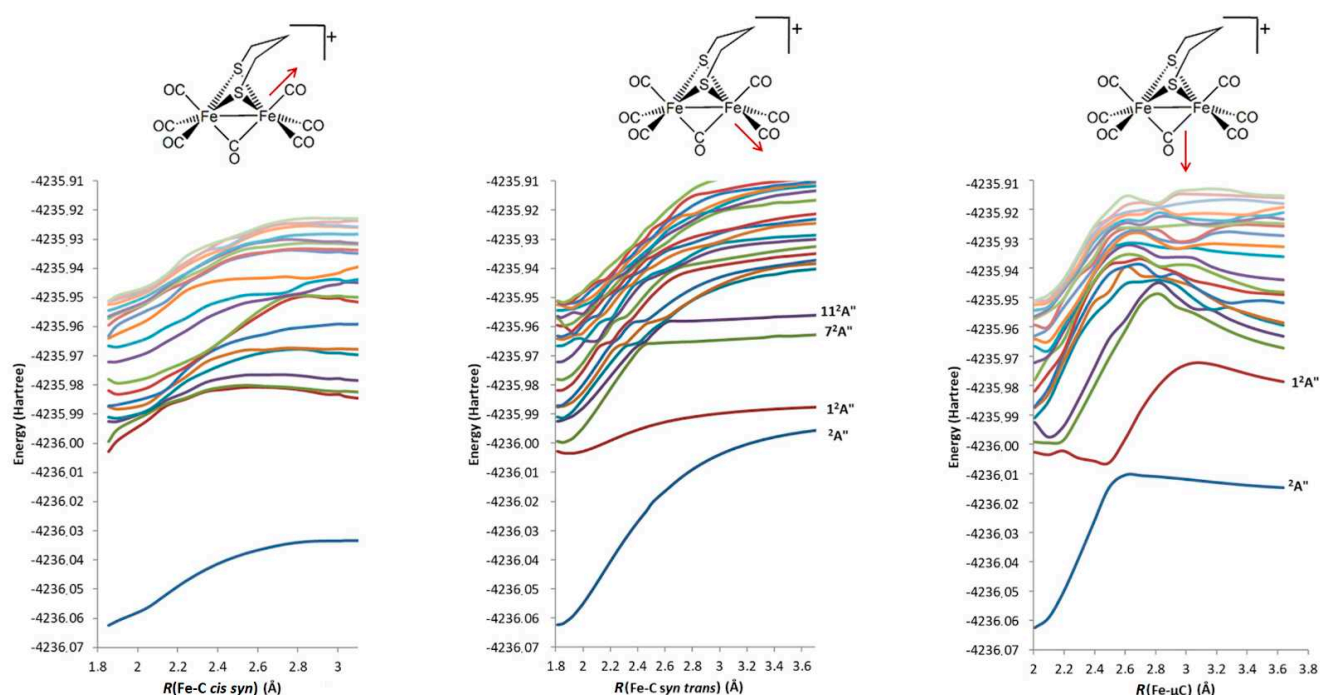 +
S
S
OC
CO
OC
Fe
Fe
CO
OC
CO
C
O
-4235.91
-4235.92
-4235.93
-4235.94
-4235.95
-4235.96
-4235.97
-4235.98
-4235.99
-4236.00
-4236.01
-4236.02
-4236.03
-4236.04
-4236.05
-4236.06
-4236.07
Energy (Hartree)
1.8 2 2.2 2.4 2.6 2.8 3
R(Fe-C cis syn) (Å)
+
S
S
OC
CO
OC
Fe
Fe
CO
OC
CO
C
O
-4235.91
-4235.92
-4235.93
-4235.94
-4235.95
-4235.96
-4235.97
-4235.98
-4235.99
-4236.00
-4236.01
-4236.02
-4236.03
-4236.04
-4236.05
-4236.06
-4236.07
Energy (Hartree)
11²A"
7²A"
1²A"
²A"
1.8 2 2.2 2.4 2.6 2.8 3 3.2 3.4 3.6
R(Fe-C syn trans) (Å)
+
S
S
OC
CO
OC
Fe
Fe
CO
OC
CO
C
O
-4235.91
-4235.92
-4235.93
-4235.94
-4235.95
-4235.96
-4235.97
-4235.98
-4235.99
-4236.00
-4236.01
-4236.02
-4236.03
-4236.04
-4236.05
-4236.06
-4236.07
Energy (Hartree)
1²A"
²A"
2 2.2 2.4 2.6 2.8 3 3.2 3.4 3.6 3.8
R(Fe-μC) (Å)